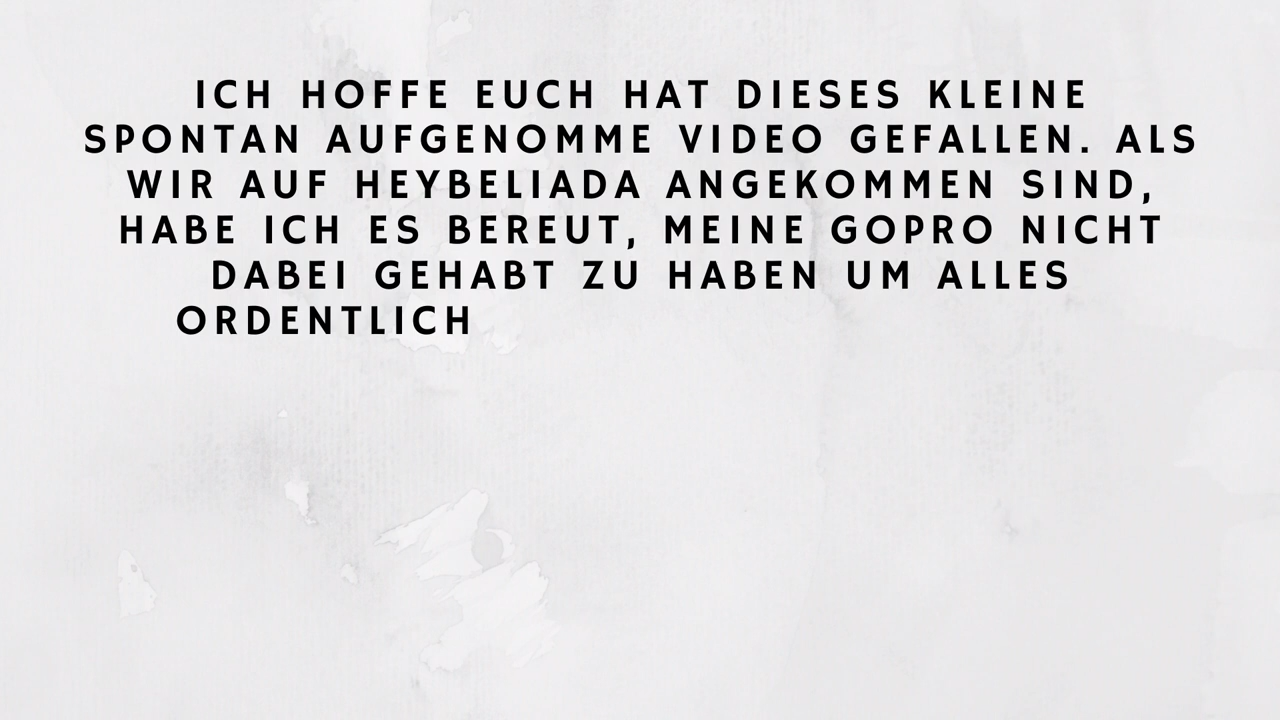 ICH HOFFE EUCH HAT DIESES KLEINE
SPONTAN AUFGENOMME VIDEO GEFALLEN. ALS
WIR AUF HEYBELIADA ANGEKOMMEN SIND,
HABE ICH ES BEREUT, MEINE GOPRO NICHT
DABEI GEHABT ZU HABEN UM ALLES
ORDENTLICH